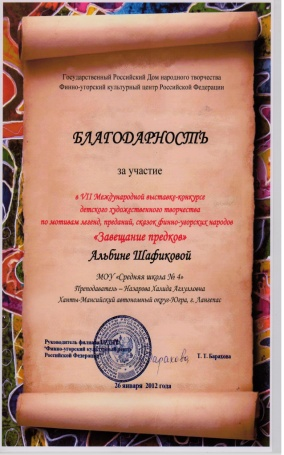 Государственный Российский Дом народного творчества
Финно-угорский культурный центр Российской Федерации
БЛАГОДАРНОСТЬ
за участие
в VII Международной выставке-конкурсе
детского художественного творчества
по мотивам легенд, преданий, сказок финно-угорских народов
«Завещание предков»
Альбине Шафиковой
МОУ «Средняя школа № 4»
Преподаватель – Назарова Халида Агзулловна
Ханты-Мансийский автономный округ-Югра, г. Лангепас
Руководитель филиала
"Финно-угорский культурный центр
Российской Федерации"
Т. Т. Барахова
26 января 2012 года